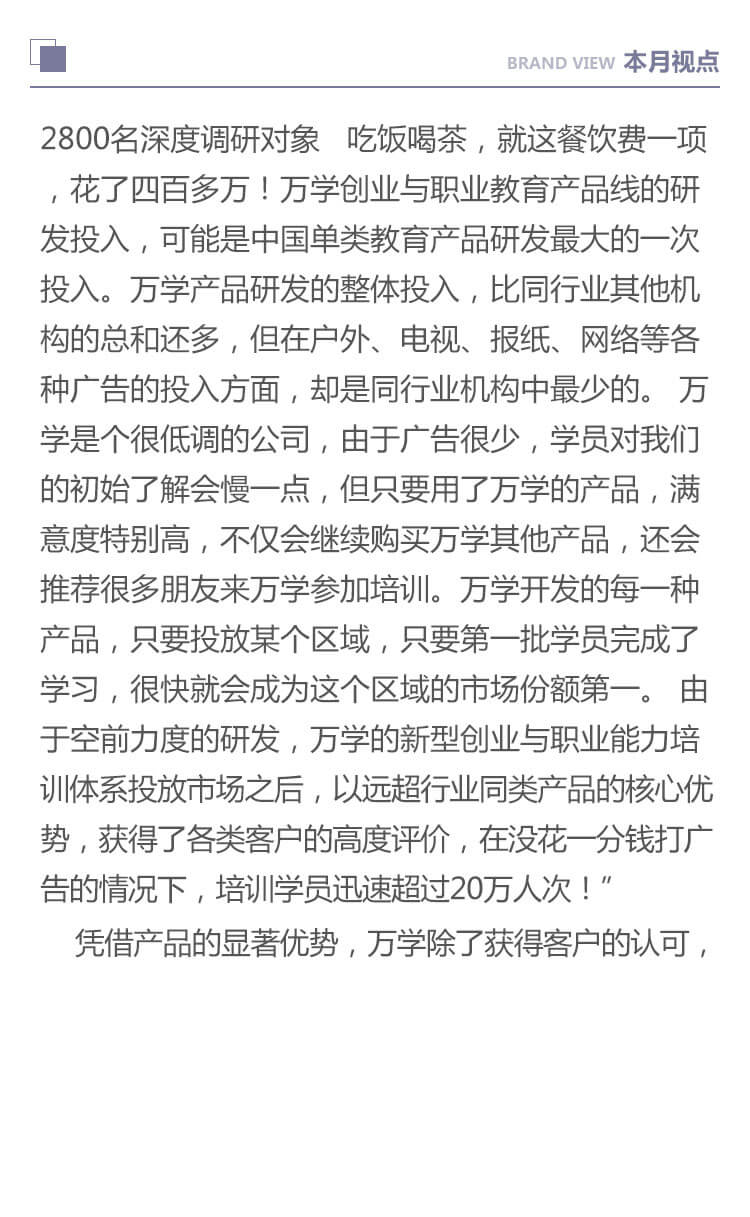 BRAND VIEW 本月视点
2800名深度调研对象 吃饭喝茶，就这餐饮费一项
，花了四百多万！万学创业与职业教育产品线的研
发投入，可能是中国单类教育产品研发最大的一次
投入。万学产品研发的整体投入，比同行业其他机
构的总和还多，但在户外、电视、报纸、网络等各
种广告的投入方面，却是同行业机构中最少的。 万
学是个很低调的公司，由于广告很少，学员对我们
的初始了解会慢一点，但只要用了万学的产品，满
意度特别高，不仅会继续购买万学其他产品，还会
推荐很多朋友来万学参加培训。万学开发的每一种
产品，只要投放某个区域，只要第一批学员完成了
学习，很快就会成为这个区域的市场份额第一。 由
于空前力度的研发，万学的新型创业与职业能力培
训体系投放市场之后，以远超行业同类产品的核心优
势，获得了各类客户的高度评价，在没花一分钱打广
告的情况下，培训学员迅速超过20万人次！”
凭借产品的显著优势，万学除了获得客户的认可，